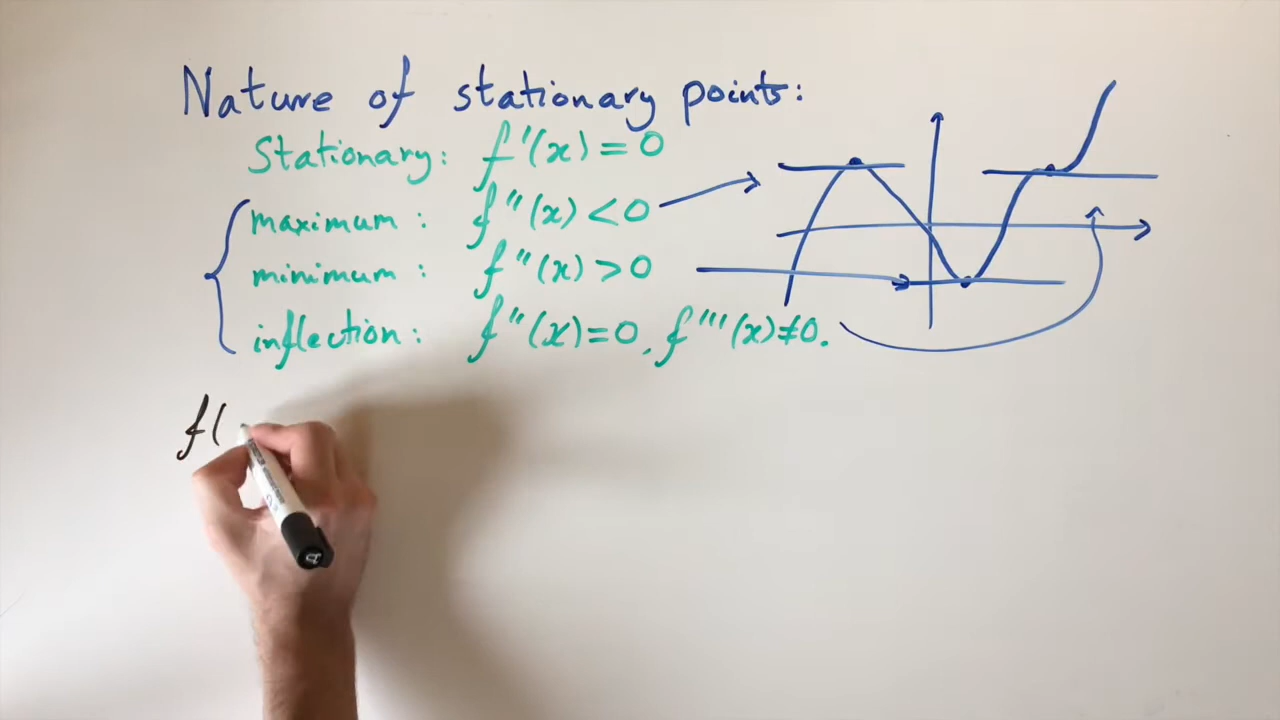 Nature of stationary points:
Stationary: f'(x) = 0
maximum: f''(x) < 0
minimum: f''(x) > 0
inflection: f''(x)=0, f'''(x)≠0.
f(